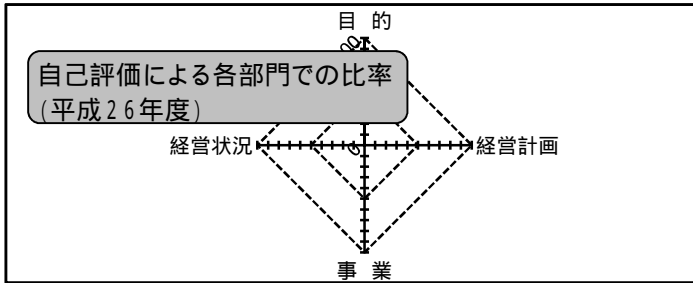 目 的
自己評価による各部門での比率
(平成26年度)
経営状況
0
経営計画
事 業